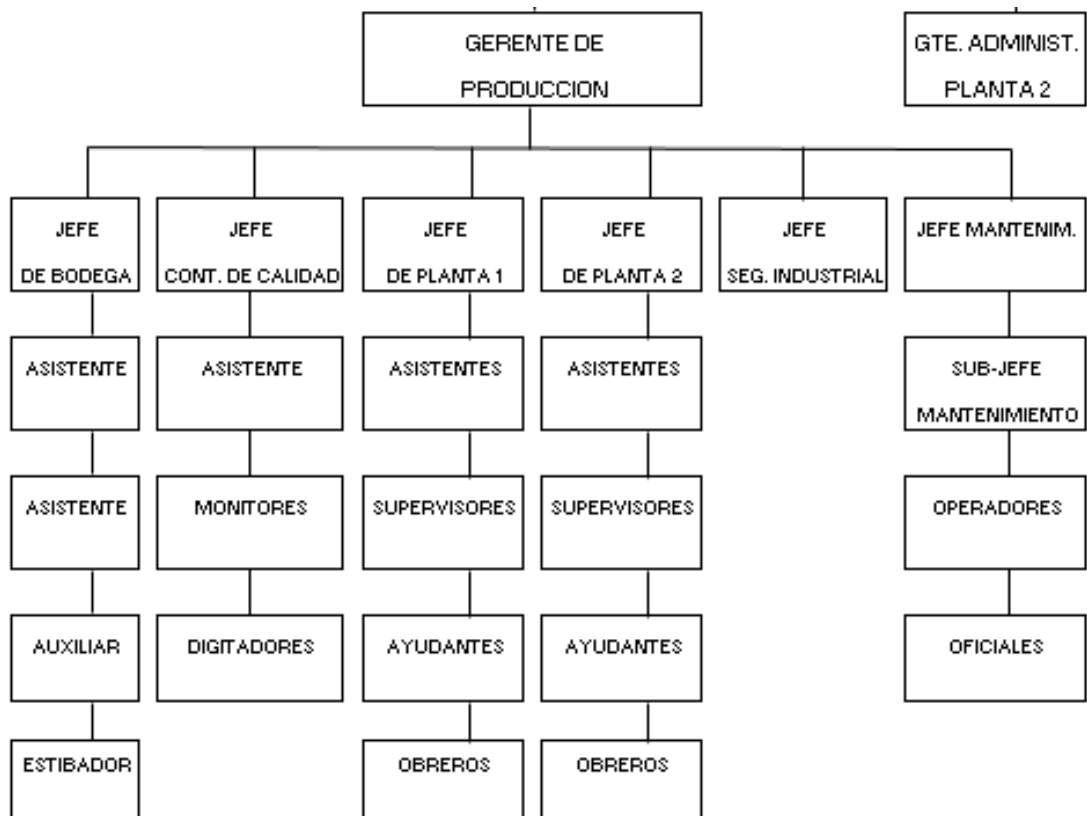 GERENTE DE
PRODUCCION
GTE. ADMINIST.
PLANTA 2
JEFE
DE BODEGA
JEFE
CONT. DE CALIDAD
JEFE
DE PLANTA 1
JEFE
DE PLANTA 2
JEFE
SEG. INDUSTRIAL
JEFE MANTENIM.
ASISTENTE
ASISTENTE
ASISTENTES
ASISTENTES
SUB-JEFE
MANTENIMIENTO
ASISTENTE
MONITORES
SUPERVISORES
SUPERVISORES
OPERADORES
AUXILIAR
DIGITADORES
AYUDANTES
AYUDANTES
OFICIALES
ESTIBADOR
OBREROS
OBREROS